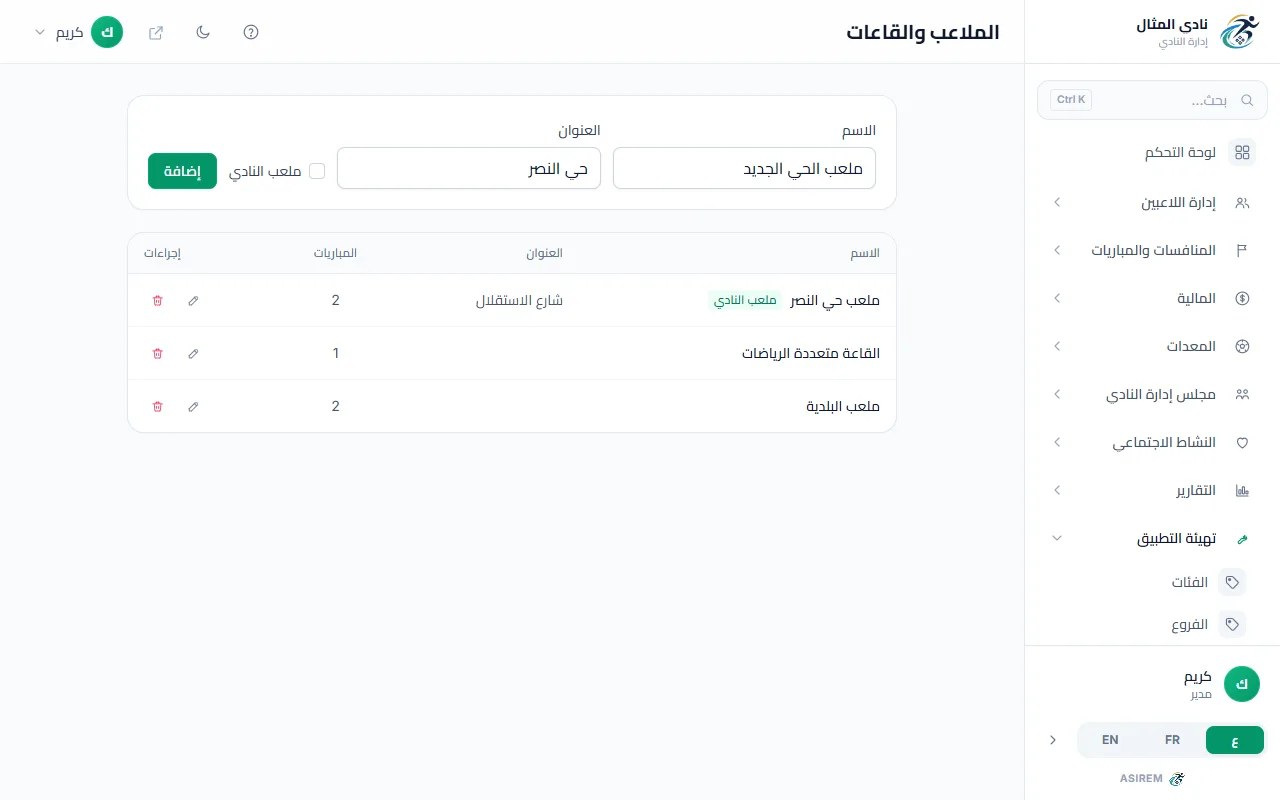 نادي المثال
إدارة النادي
بحث...
Ctrl K
لوحة التحكم
إدارة اللاعبين
المنافسات والمباريات
المالية
المعدات
مجلس إدارة النادي
النشاط الاجتماعي
التقارير
تهيئة التطبيق
الفئات
الفروع
ك
كريم
مدير
ع
FR
EN
ASIREM
الملاعب والقاعات
ك
كريم
الاسم
العنوان
ملعب الحي الجديد
حي النصر
ملعب النادي
إضافة
الاسم العنوان المباريات إجراءات
ملعب حي النصر ملعب النادي شارع الاستقلال 2
القاعة متعددة الرياضات 1
ملعب البلدية 2